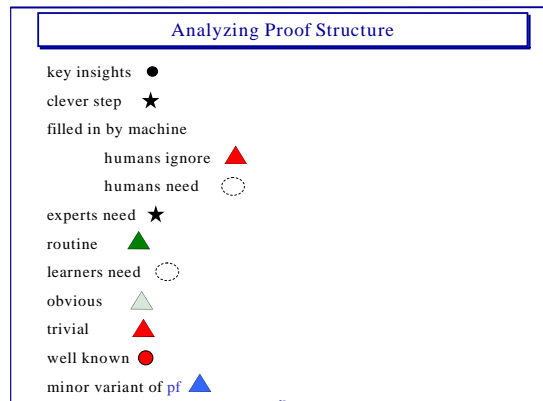 Analyzing Proof Structure
key insights
clever step
filled in by machine
humans ignore
humans need
experts need
routine
learners need
obvious
trivial
well known
minor variant of pf